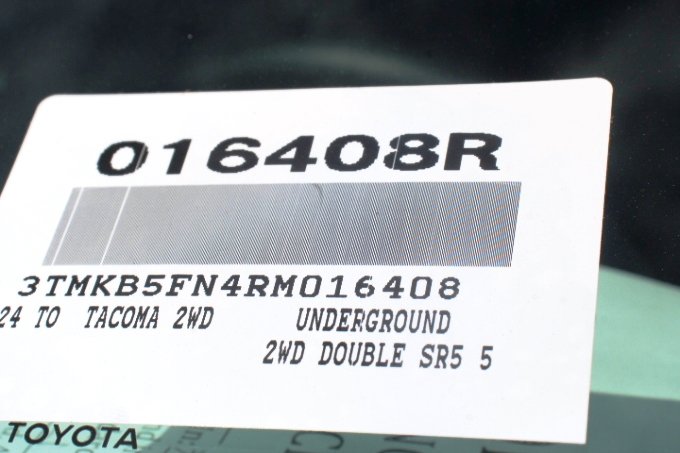 016408R
3TMKB5FN4RM016408
24 TO TACOMA 2WD UNDERGROUND
2WD DOUBLE SR5 5
TOYOTA